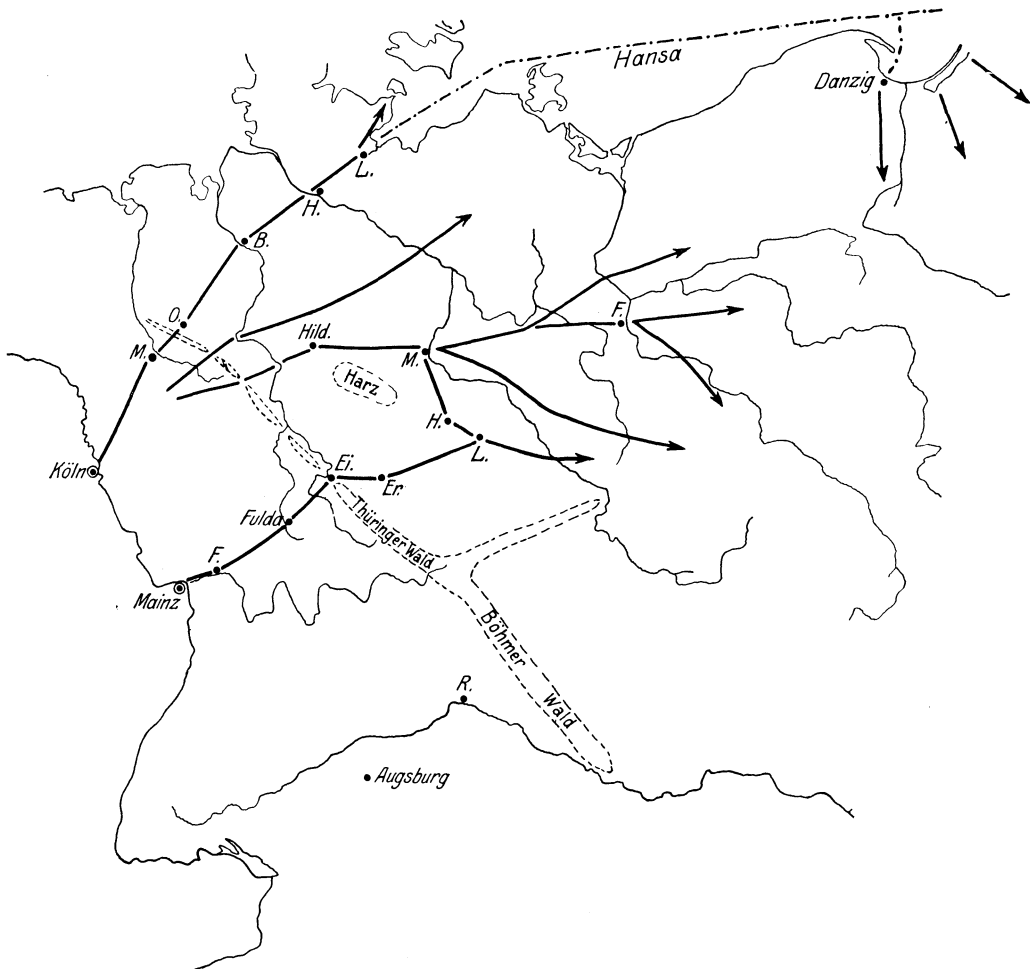 Hansa
Danzig
L.
H.
B.
O.
M.
Hild.
M.
F.
Harz
H.
L.
Köln
Ei.
Er.
Fulda
Thüringer Wald
F.
Mainz
Böhmer
Wald
R.
Augsburg